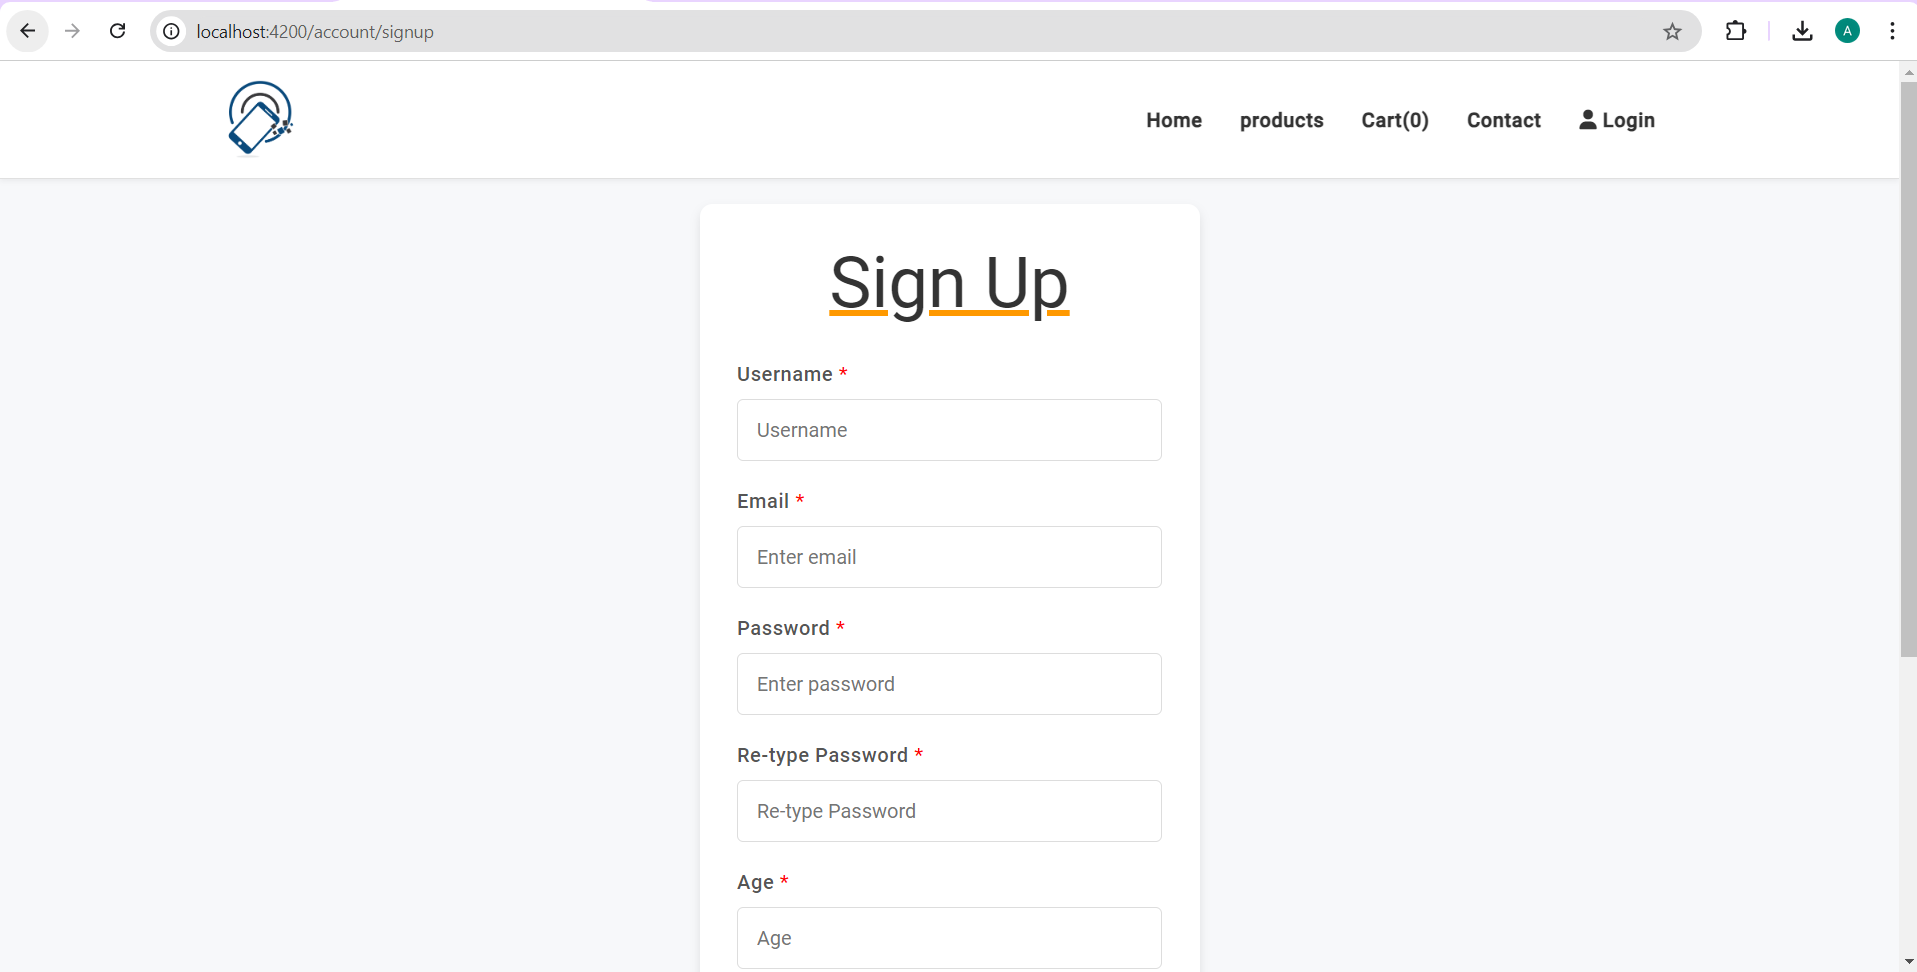 localhost:4200/account/signup
A
Home products Cart(0) Contact Login
Sign Up
Username *
Username
Email *
Enter email
Password *
Enter password
Re-type Password *
Re-type Password
Age *
Age